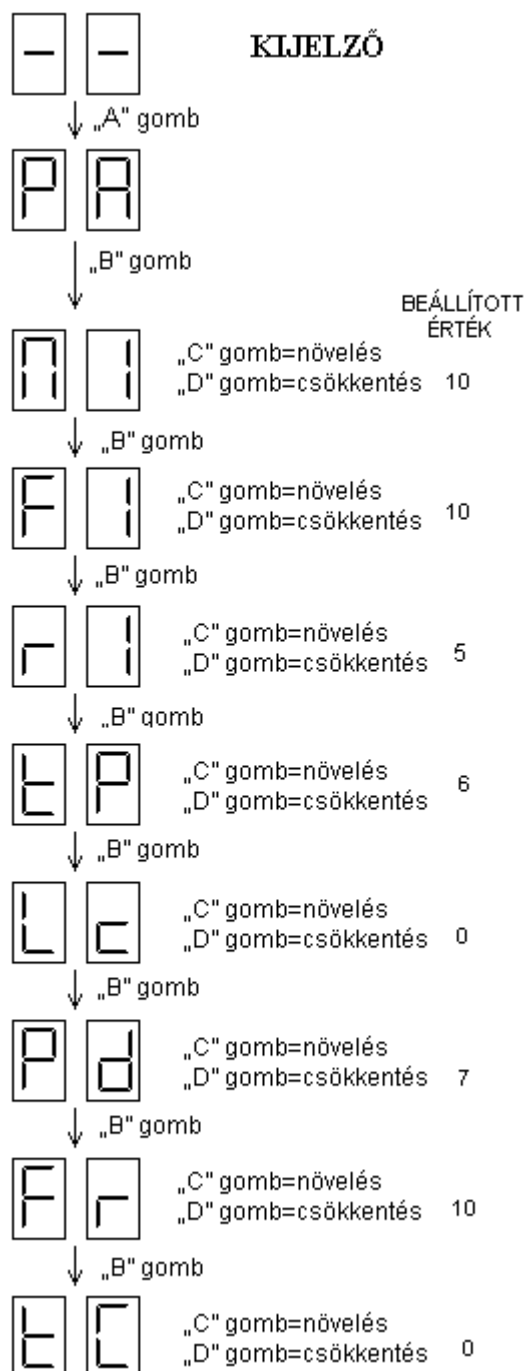 - -
KIJELZŐ
„A" gomb
PA
„B" gomb
BEÁLLÍTOTT
ÉRTÉK
П1
„C" gomb=növelés
„D" gomb=csökkentés 10
„B" gomb
F1
„C" gomb=növelés
„D" gomb=csökkentés 10
„B" gomb
r1
„C" gomb=növelés
„D" gomb=csökkentés 5
„B" gomb
tP
„C" gomb=növelés
„D" gomb=csökkentés 6
„B" gomb
Lc
„C" gomb=növelés
„D" gomb=csökkentés 0
„B" gomb
Pd
„C" gomb=növelés
„D" gomb=csökkentés 7
„B" gomb
Fr
„C" gomb=növelés
„D" gomb=csökkentés 10
„B" gomb
tC
„C" gomb=növelés
„D" gomb=csökkentés 0